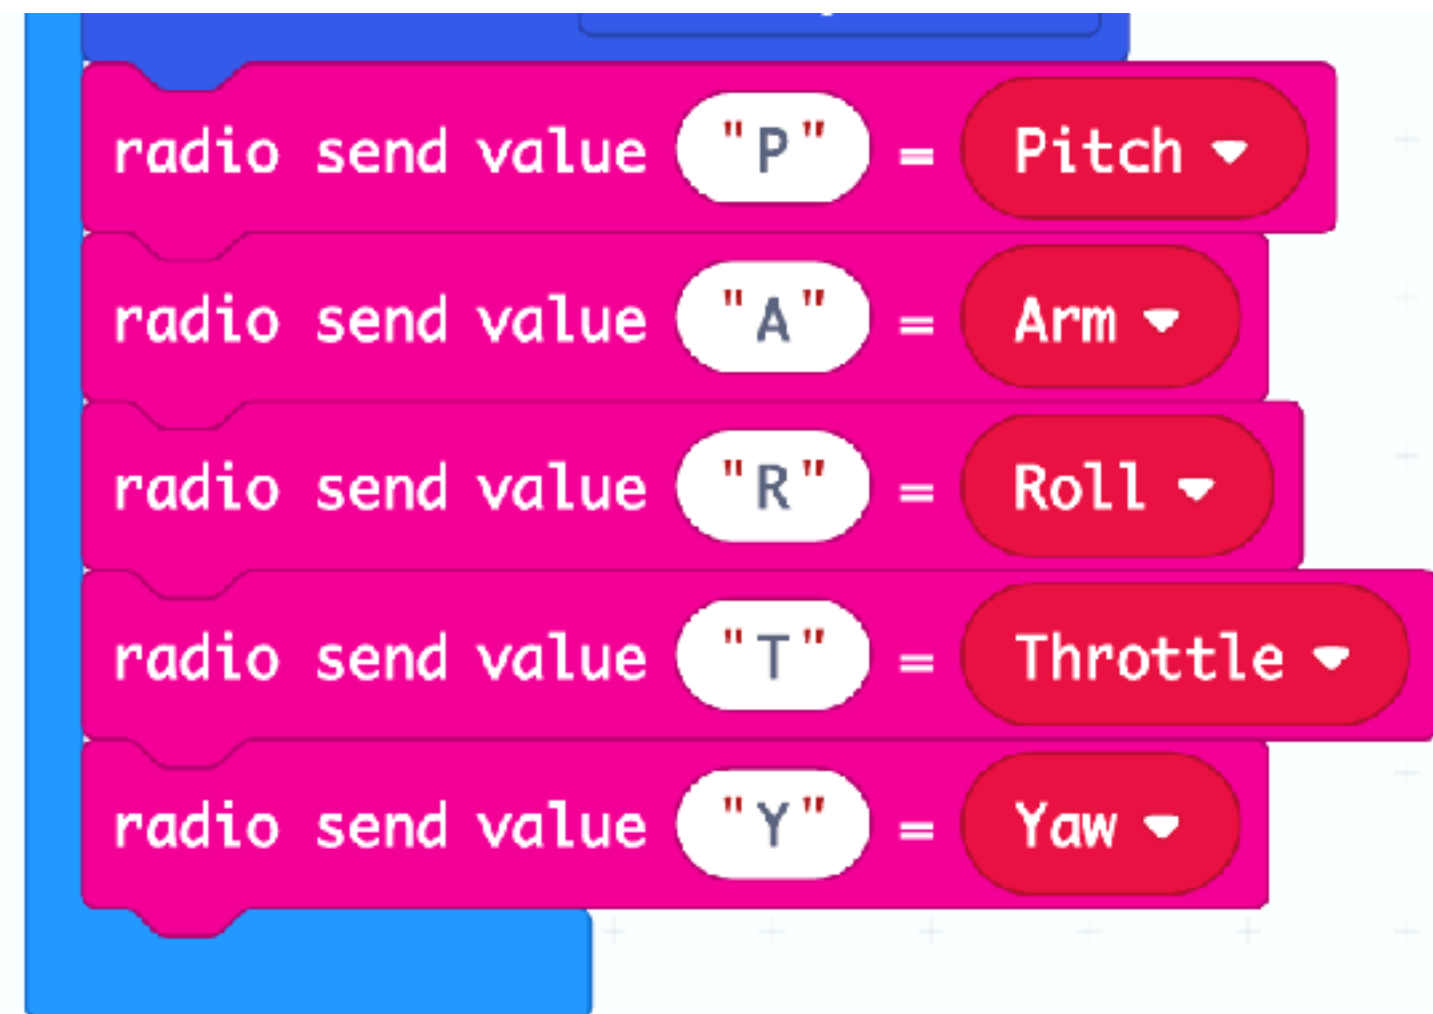 radio send value "P" = Pitch
radio send value "A" = Arm
radio send value "R" = Roll
radio send value "T" = Throttle
radio send value "Y" = Yaw